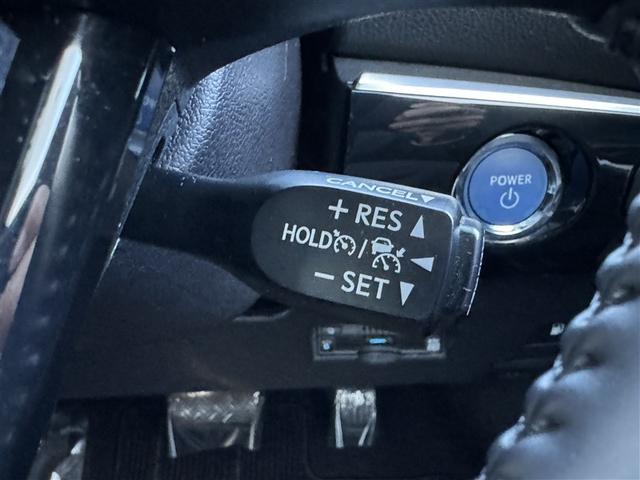 CANCEL▼
+ RES ▲
HOLD / ◀
− SET ▼
POWER